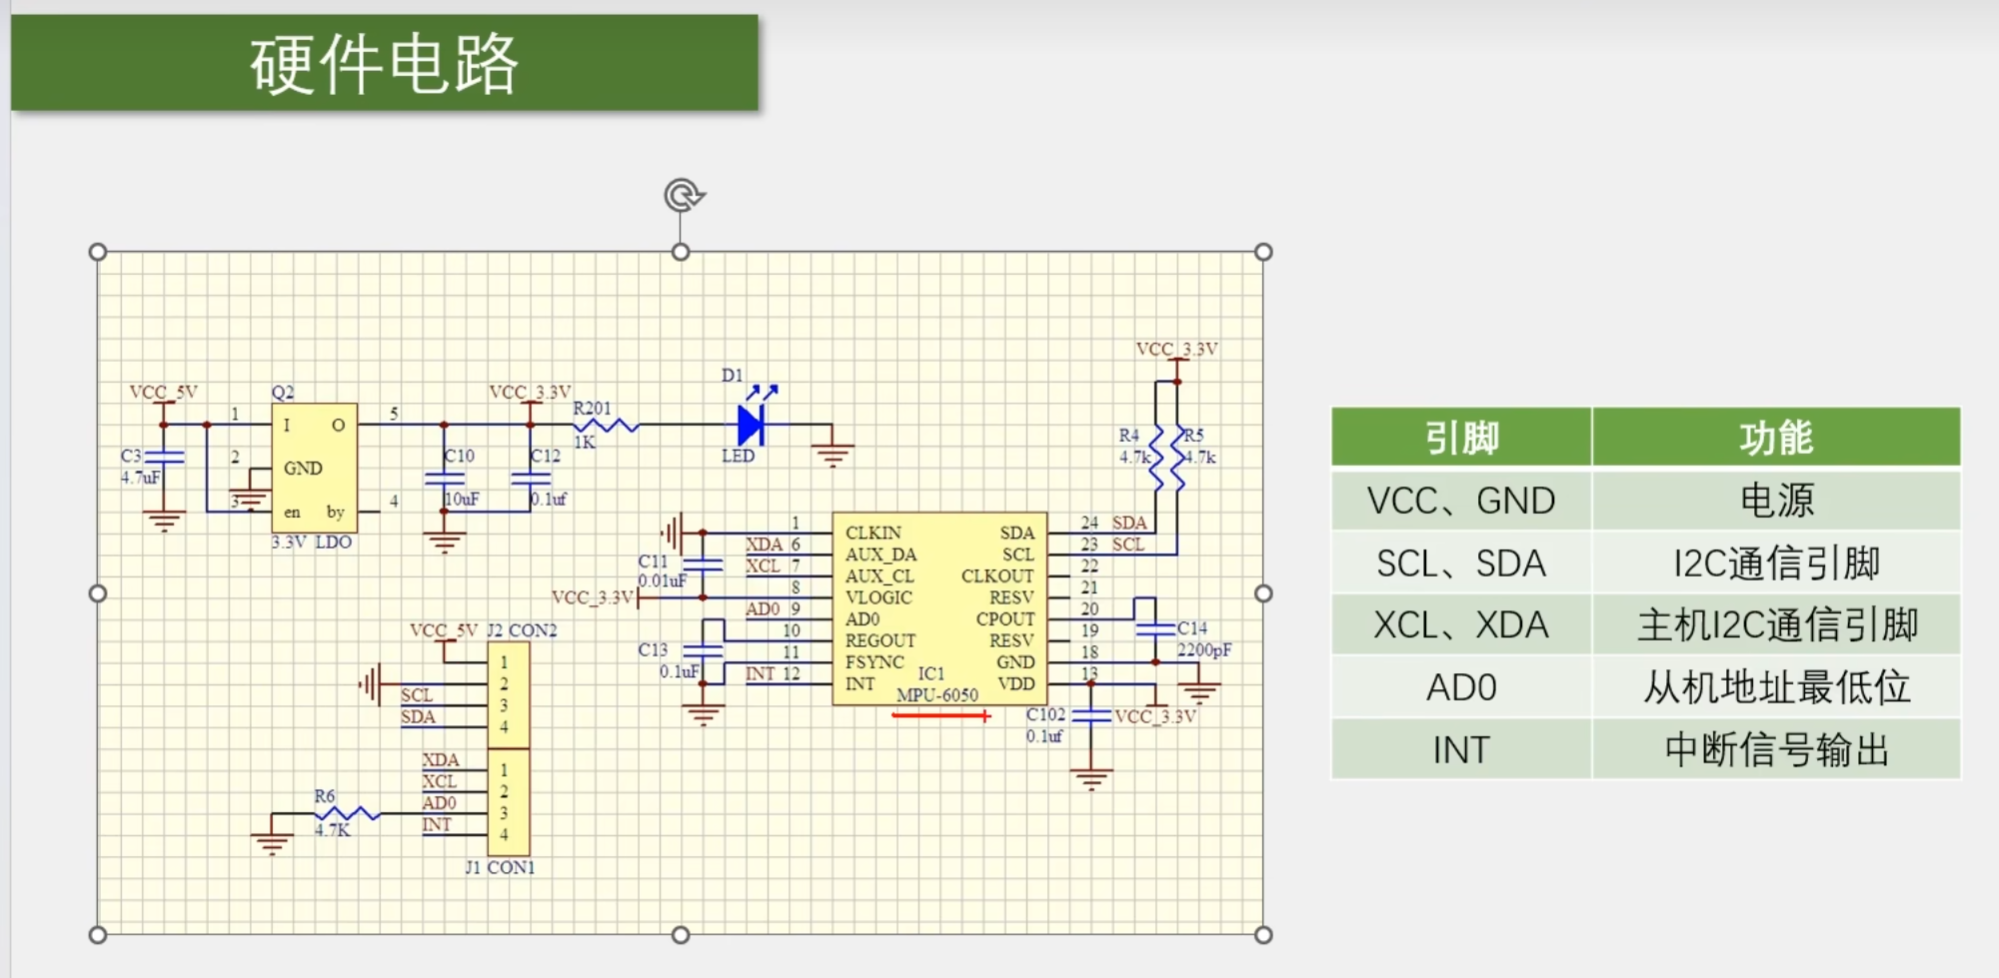 硬件电路
VCC_5V
Q2
1
I
O
5
2
GND
3
en
by
4
3.3V LDO
C3
4.7uF
VCC_3.3V
C10
10uF
C12
0.1uf
R201
1K
D1
LED
VCC_3.3V
R4
4.7k
R5
4.7k
C11
0.01uF
VCC_3.3V
C13
0.1uF
1 CLKIN
XDA 6 AUX_DA
XCL 7 AUX_CL
8 VLOGIC
AD0 9 AD0
10 REGOUT
11 FSYNC
INT 12 INT
IC1
MPU-6050
SDA 24 SDA
SCL 23 SCL
CLKOUT 22
RESV 21
CPOUT 20
RESV 19
GND 18
VDD 13
C14
2200pF
C102
0.1uf
VCC_3.3V
VCC_5V J2 CON2
1
2
SCL 3
SDA 4
XDA 1
XCL 2
AD0 3
INT 4
R6
4.7K
J1 CON1
引脚 功能
VCC、GND 电源
SCL、SDA I2C通信引脚
XCL、XDA 主机I2C通信引脚
AD0 从机地址最低位
INT 中断信号输出